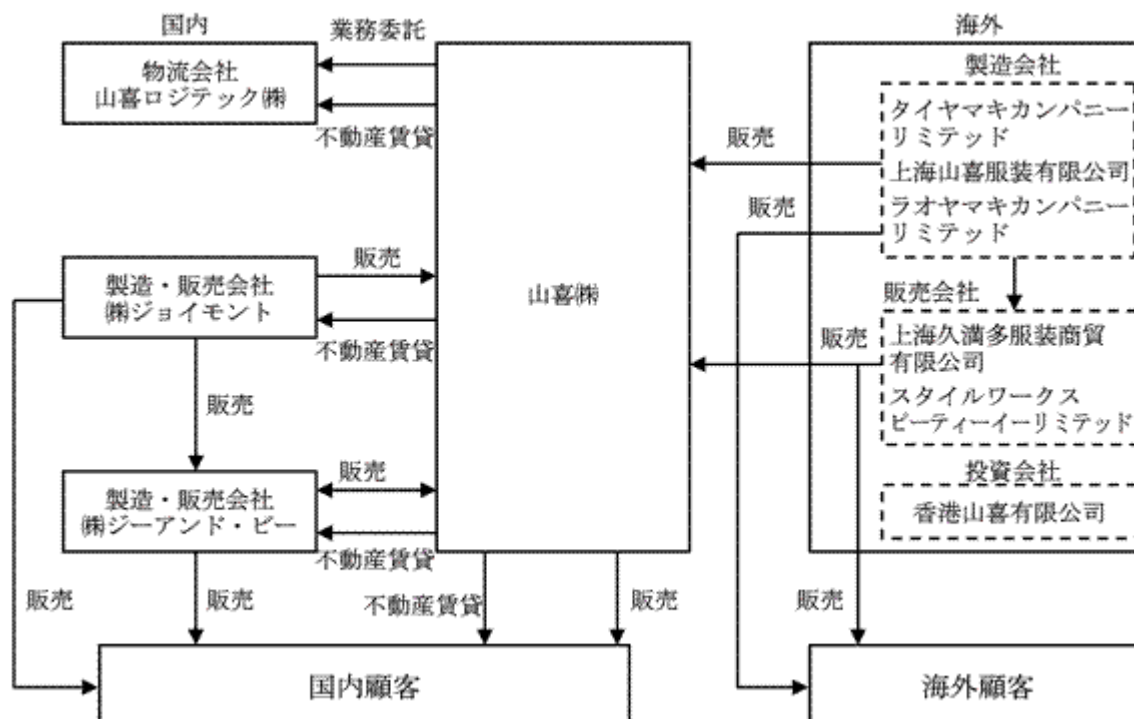 国内
業務委託
海外
物流会社
山喜ロジテック㈱
不動産賃貸
製造会社
タイヤマキカンパニー
リミテッド
上海山喜服装有限公司
ラオヤマキカンパニー
リミテッド
販売
販売
販売
製造・販売会社
㈱ジョイモント
不動産賃貸
山喜㈱
販売会社
上海久満多服装商貿
有限公司
スタイルワークス
ピーティーイーリミテッド
販売
販売
投資会社
香港山喜有限公司
製造・販売会社
㈱ジーアンド・ビー
販売
不動産賃貸
販売
販売
不動産賃貸
販売
販売
国内顧客
海外顧客